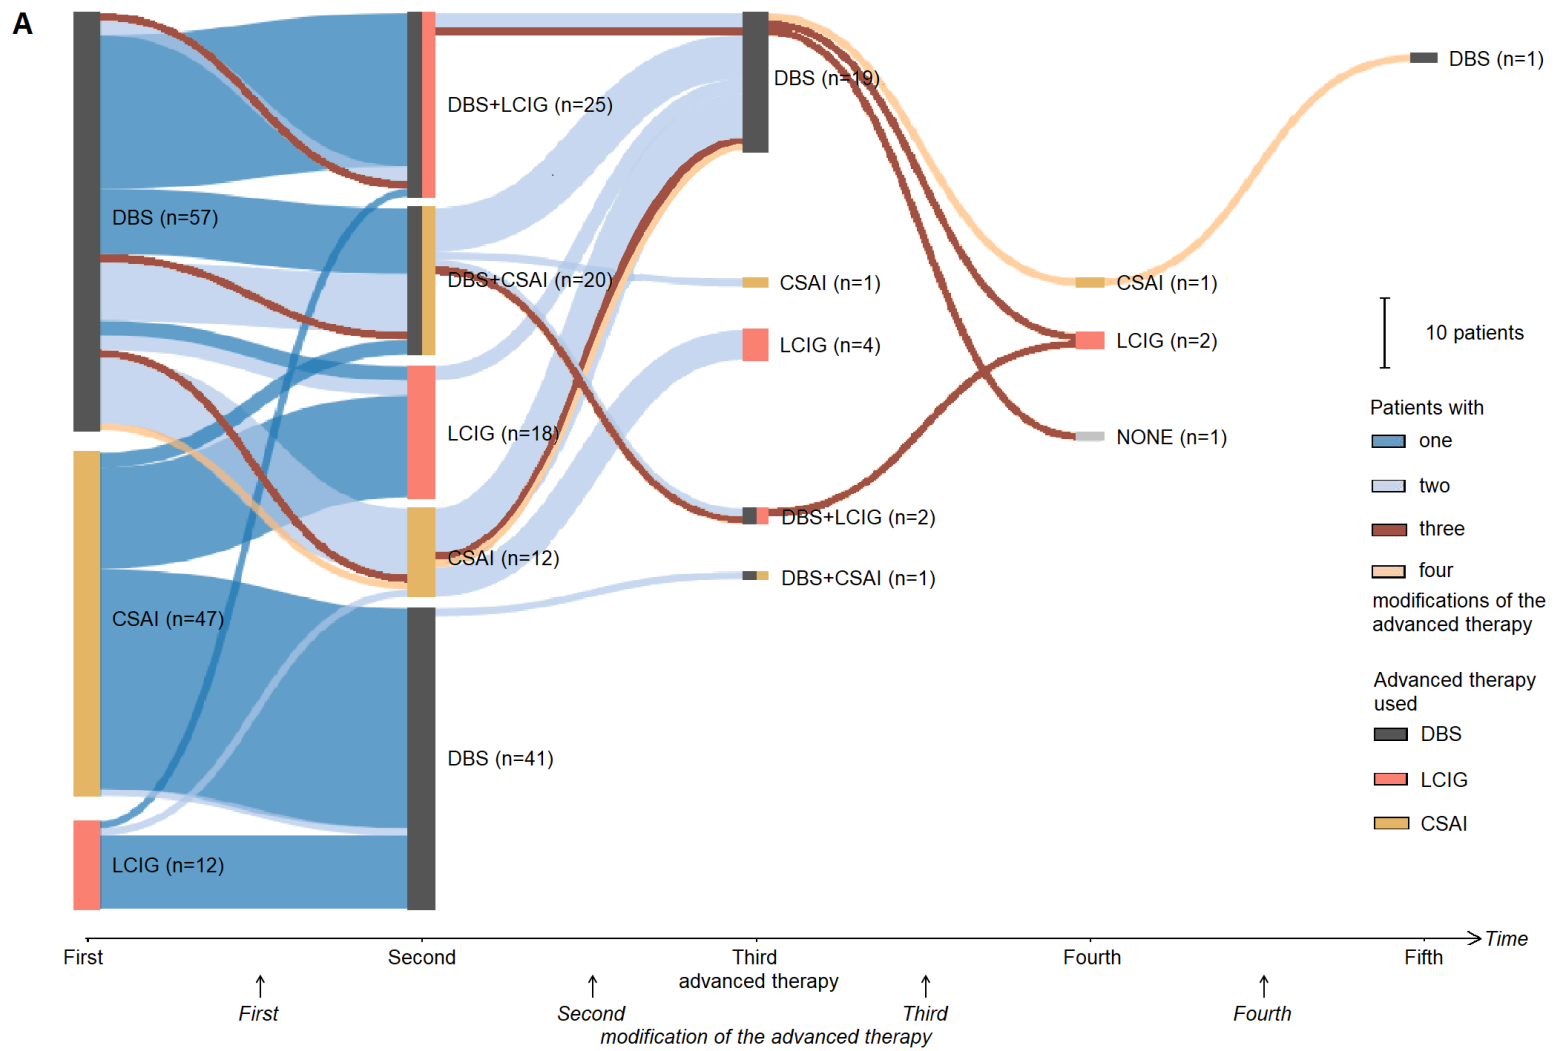 A
DBS (n=57)
CSAI (n=47)
LCIG (n=12)
DBS+LCIG (n=25)
DBS+CSAI (n=20)
LCIG (n=18)
CSAI (n=12)
DBS (n=41)
DBS (n=19)
CSAI (n=1)
LCIG (n=4)
DBS+LCIG (n=2)
DBS+CSAI (n=1)
CSAI (n=1)
LCIG (n=2)
NONE (n=1)
DBS (n=1)
10 patients
Patients with
one
two
three
four
modifications of the
advanced therapy
Advanced therapy
used
DBS
LCIG
CSAI
Time
First Second Third Fourth Fifth
advanced therapy
First Second Third Fourth
modification of the advanced therapy